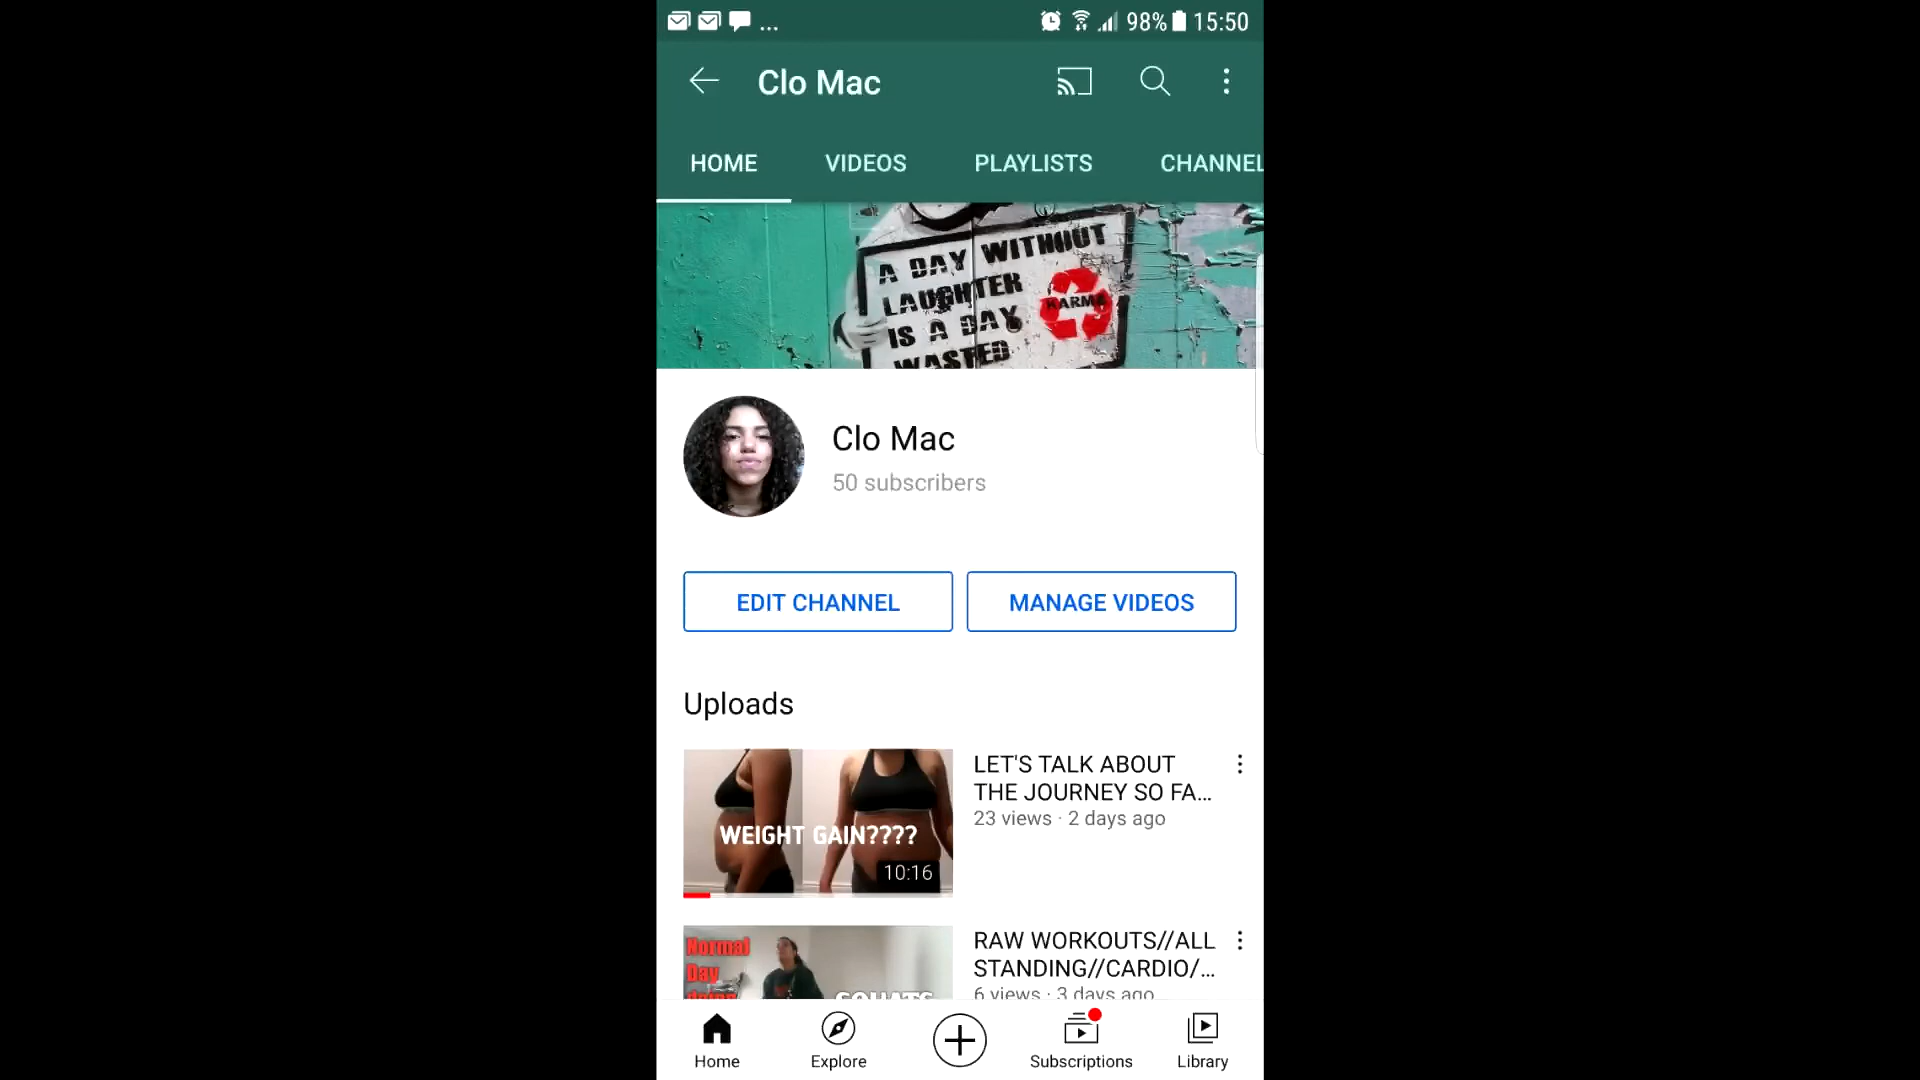 ... 98% 15:50
Clo Mac
HOME VIDEOS PLAYLISTS CHANNEL
A DAY WITHOUT
LAUGHTER
IS A DAY
WASTED
KARMA
Clo Mac
50 subscribers
EDIT CHANNEL MANAGE VIDEOS
Uploads
WEIGHT GAIN????
10:16
LET'S TALK ABOUT
THE JOURNEY SO FA...
23 views · 2 days ago
Normal
Day
doing
SQUATS
RAW WORKOUTS//ALL
STANDING//CARDIO/...
6 views · 3 days ago
Home Explore Subscriptions Library